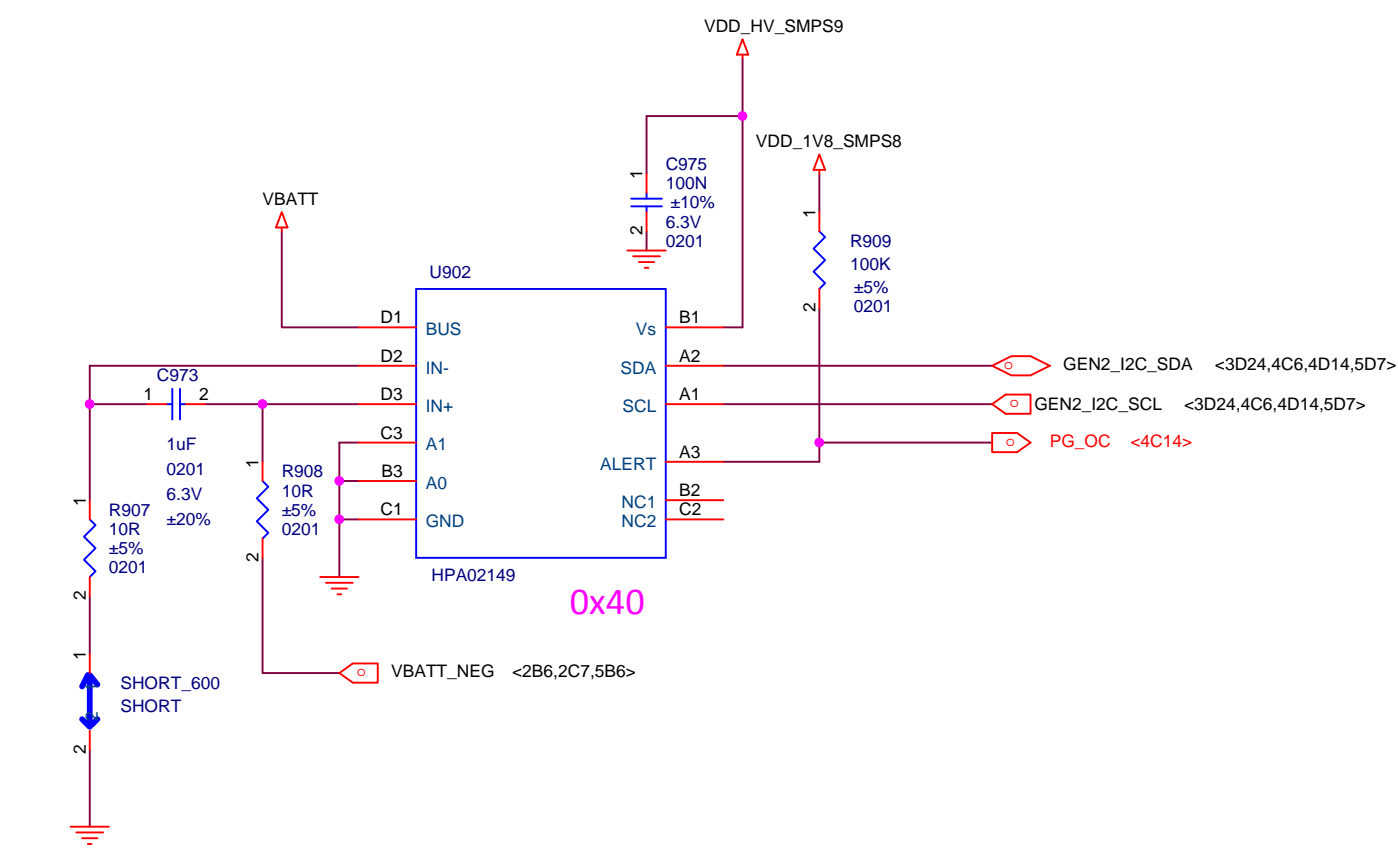 VDD_HV_SMPS9
VDD_1V8_SMPS8
C975
100N
±10%
6.3V
0201
1
2
VBATT
1
R909
100K
±5%
0201
2
U902
D1
BUS
Vs
B1
D2
IN-
SDA
A2
GEN2_I2C_SDA <3D24,4C6,4D14,5D7>
C973
1
2
D3
IN+
SCL
A1
GEN2_I2C_SCL <3D24,4C6,4D14,5D7>
1uF
0201
6.3V
±20%
C3
A1
PG_OC <4C14>
B3
A0
ALERT
A3
C1
GND
NC1
B2
NC2
C2
1
R908
10R
±5%
0201
2
1
R907
10R
±5%
0201
2
HPA02149
0x40
VBATT_NEG <2B6,2C7,5B6>
1
SHORT_600
SHORT
2